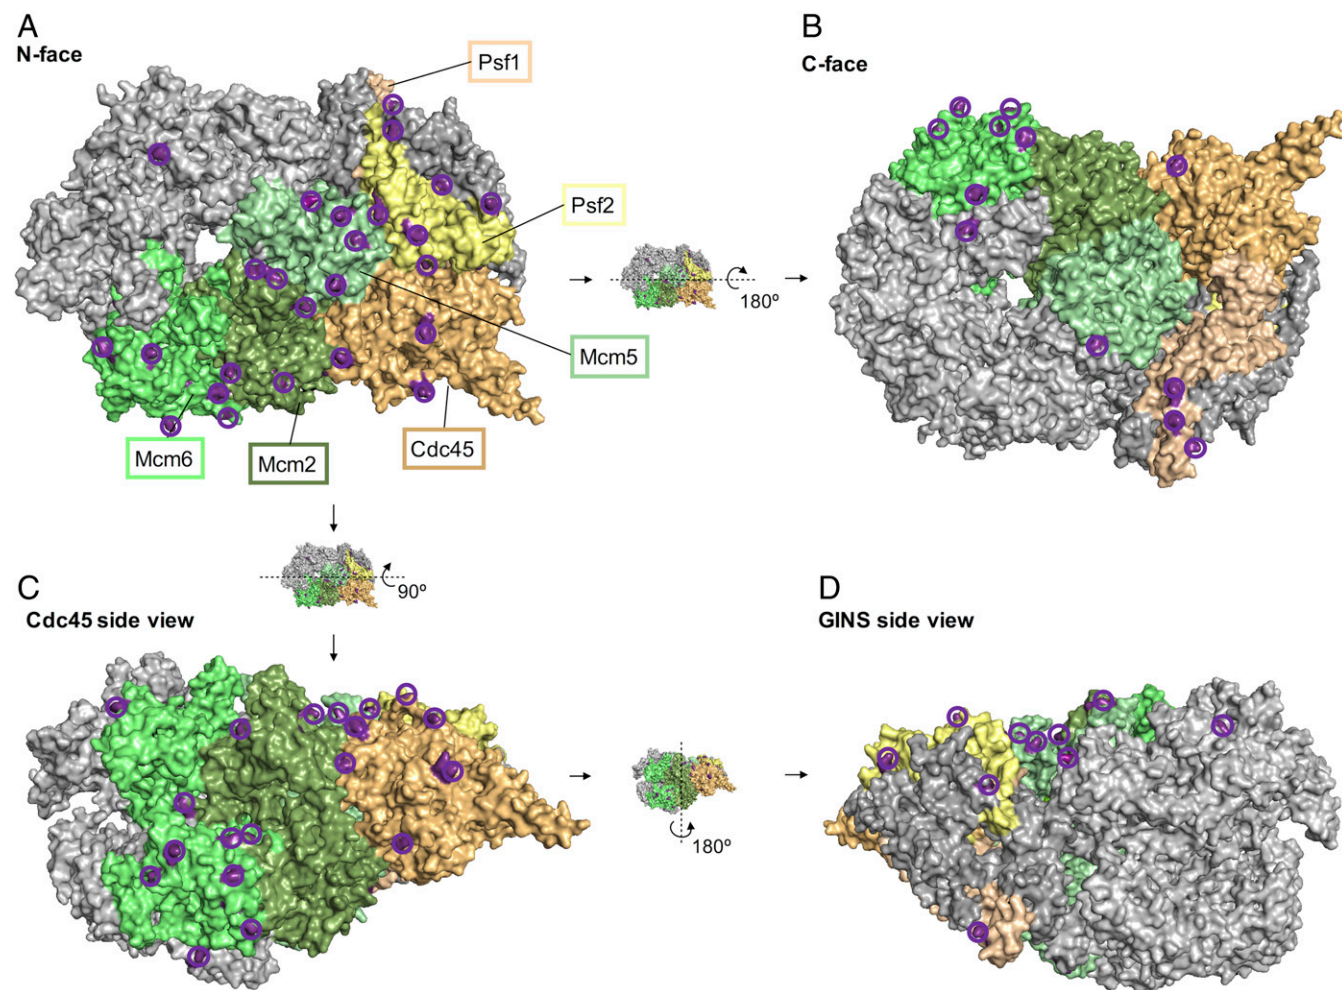 A
N-face
Psf1
Psf2
Mcm5
Mcm6
Mcm2
Cdc45
180º
B
C-face
90º
C
Cdc45 side view
180º
D
GINS side view